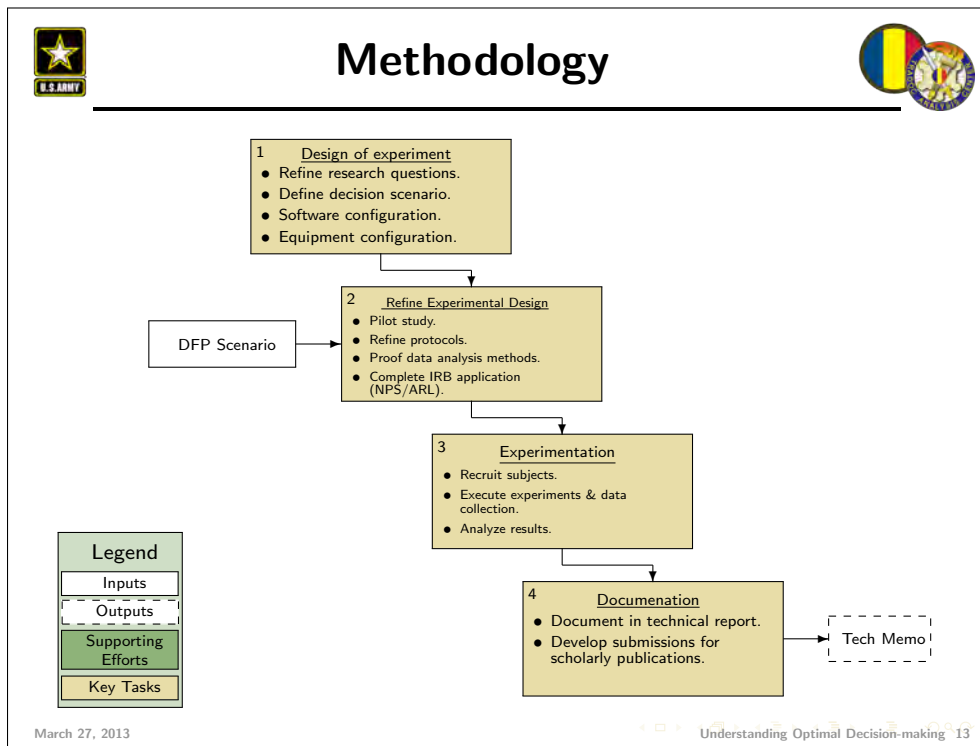 Methodology
U.S.ARMY
TRADOC ANALYSIS CENTER
1
Design of experiment
• Refine research questions.
• Define decision scenario.
• Software configuration.
• Equipment configuration.
2
Refine Experimental Design
• Pilot study.
• Refine protocols.
• Proof data analysis methods.
• Complete IRB application
(NPS/ARL).
DFP Scenario
3
Experimentation
• Recruit subjects.
• Execute experiments & data
collection.
• Analyze results.
Legend
Inputs
Outputs
Supporting
Efforts
Key Tasks
4
Documenation
• Document in technical report.
• Develop submissions for
scholarly publications.
Tech Memo
March 27, 2013
Understanding Optimal Decision-making 13